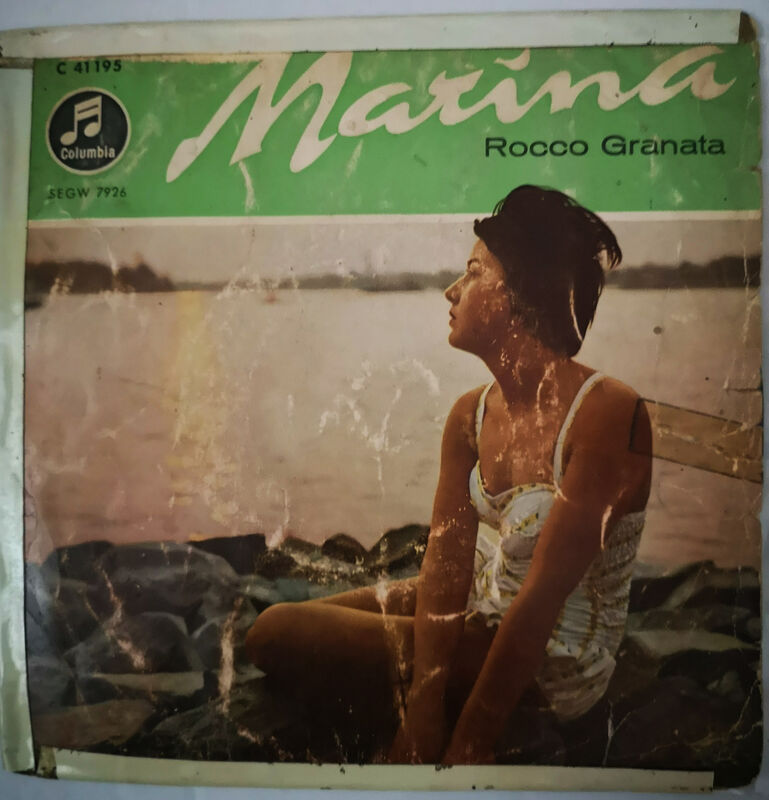 C 41195
Marina
Columbia
Rocco Granata
SEGW 7926